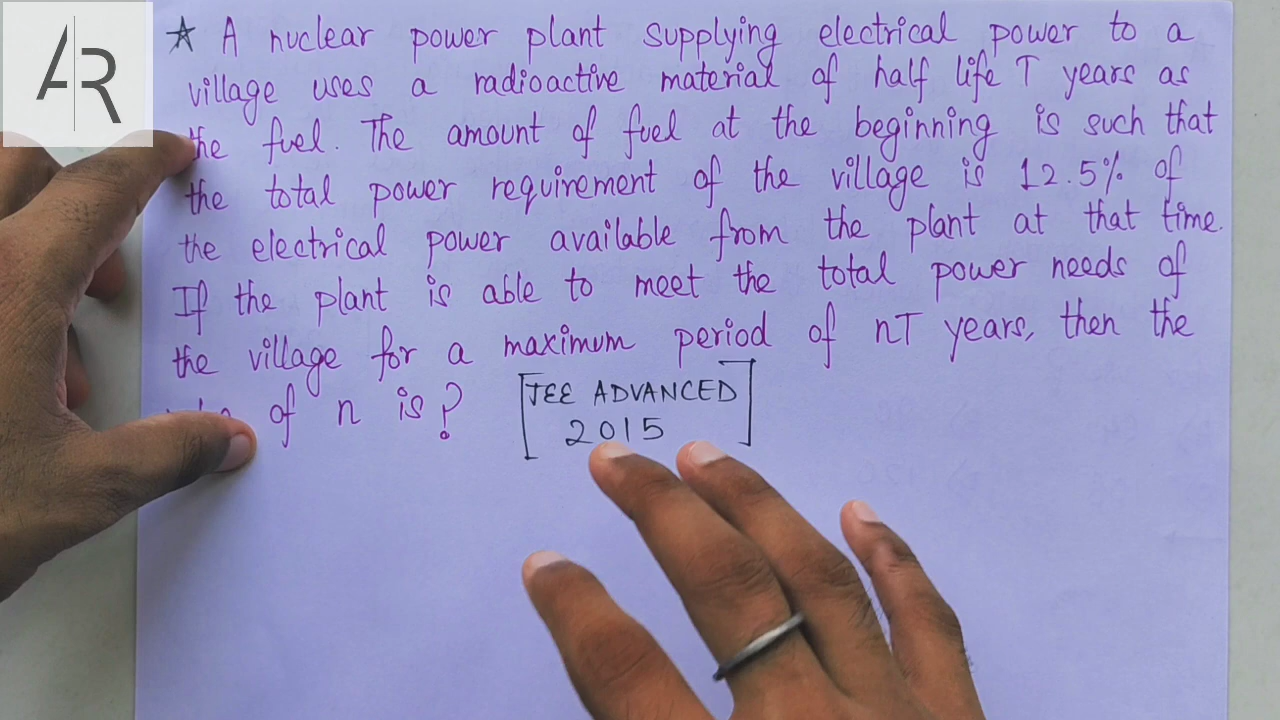 AR
★ A nuclear power plant supplying electrical power to a
village uses a radioactive material of half life T years as
the fuel. The amount of fuel at the beginning is such that
the total power requirement of the village is 12.5% of
the electrical power available from the plant at that time.
If the plant is able to meet the total power needs of
the village for a maximum period of nT years, then the
of n is?
[JEE ADVANCED
2015]